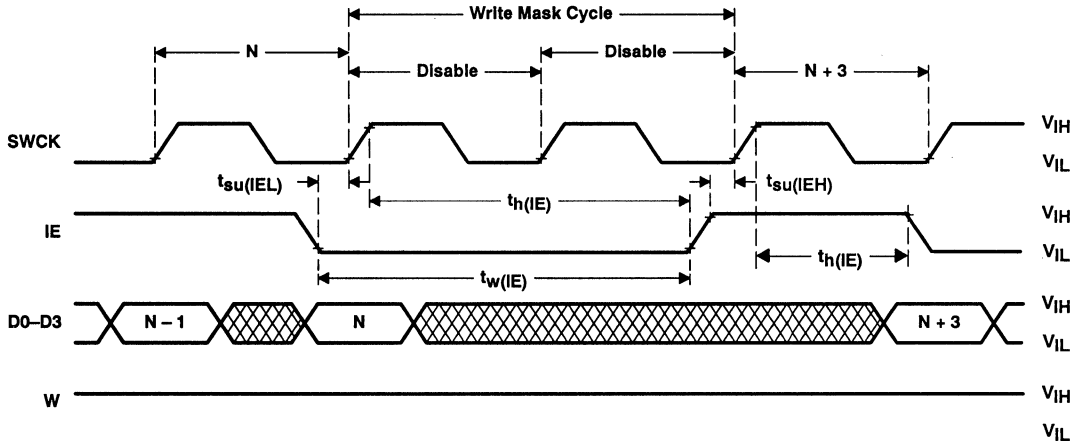 Write Mask Cycle
N
Disable
Disable
N + 3
SWCK
VIH
VIL
tsu(IEL)
th(IE)
tsu(IEH)
IE
VIH
VIL
tw(IE)
th(IE)
D0–D3
N – 1
N
N + 3
VIH
VIL
W
VIH
VIL